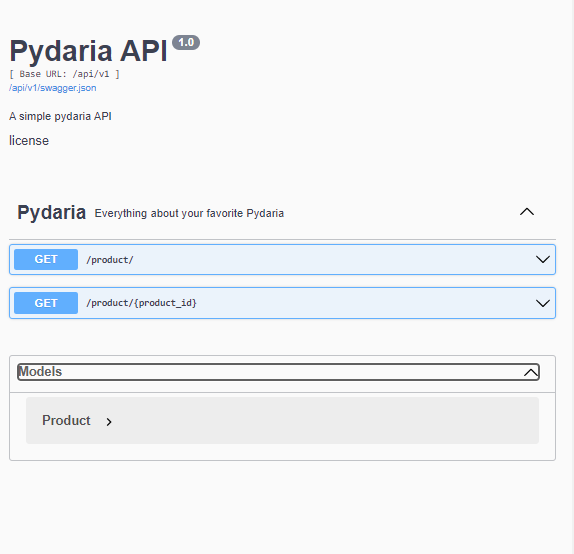 Pydaria API 1.0
[ Base URL: /api/v1 ]
/api/v1/swagger.json
A simple pydaria API
license
Pydaria Everything about your favorite Pydaria
GET /product/
GET /product/{product_id}
Models
Product